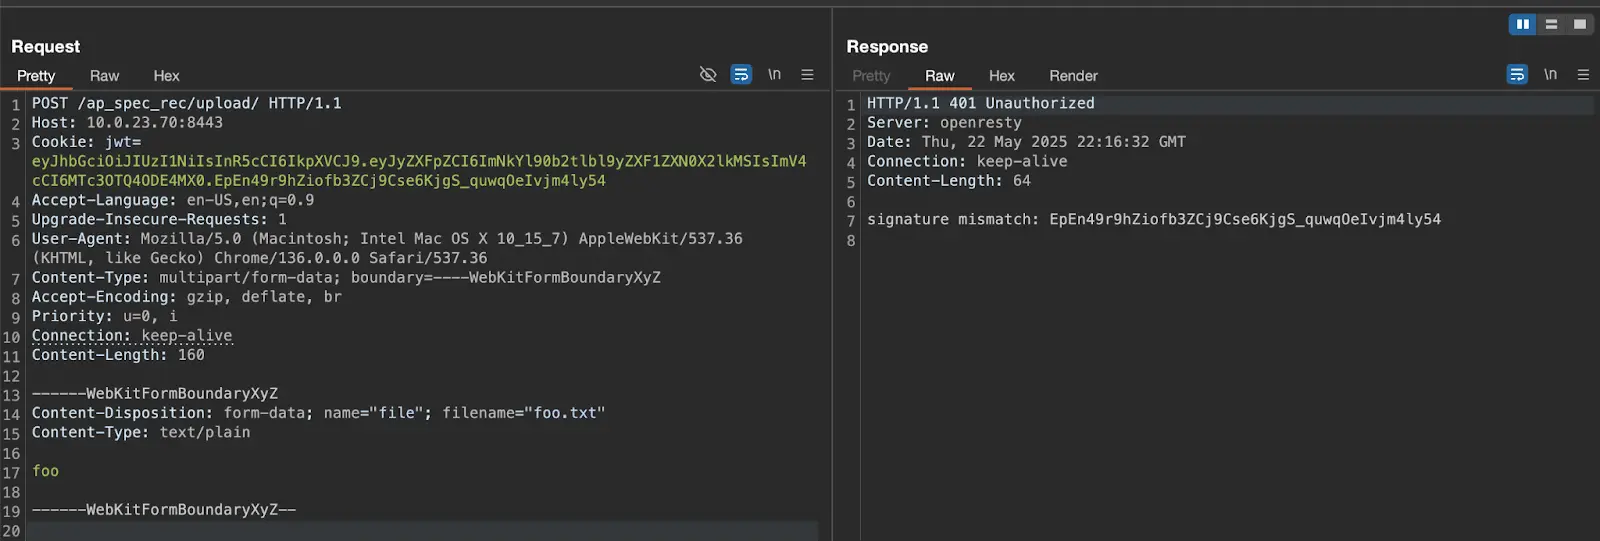 Request
Pretty Raw Hex \n
1 POST /ap_spec_rec/upload/ HTTP/1.1
2 Host: 10.0.23.70:8443
3 Cookie: jwt=
eyJhbGciOiJIUzI1NiIsInR5cCI6IkpXVCJ9.eyJyZXFpZCI6ImNkYl90b2tlbl9yZXF1ZXN0X2lkMSIsImV4
cCI6MTc3OTQ4ODE4MX0.EpEn49r9hZiofb3ZCj9Cse6KjgS_quwqOeIvjm4ly54
4 Accept-Language: en-US,en;q=0.9
5 Upgrade-Insecure-Requests: 1
6 User-Agent: Mozilla/5.0 (Macintosh; Intel Mac OS X 10_15_7) AppleWebKit/537.36
(KHTML, like Gecko) Chrome/136.0.0.0 Safari/537.36
7 Content-Type: multipart/form-data; boundary=----WebKitFormBoundaryXyZ
8 Accept-Encoding: gzip, deflate, br
9 Priority: u=0, i
10 Connection: keep-alive
11 Content-Length: 160
12
13 ------WebKitFormBoundaryXyZ
14 Content-Disposition: form-data; name="file"; filename="foo.txt"
15 Content-Type: text/plain
16
17 foo
18
19 ------WebKitFormBoundaryXyZ--
20
Response
Pretty Raw Hex Render \n
1 HTTP/1.1 401 Unauthorized
2 Server: openresty
3 Date: Thu, 22 May 2025 22:16:32 GMT
4 Connection: keep-alive
5 Content-Length: 64
6
7 signature mismatch: EpEn49r9hZiofb3ZCj9Cse6KjgS_quwqOeIvjm4ly54
8